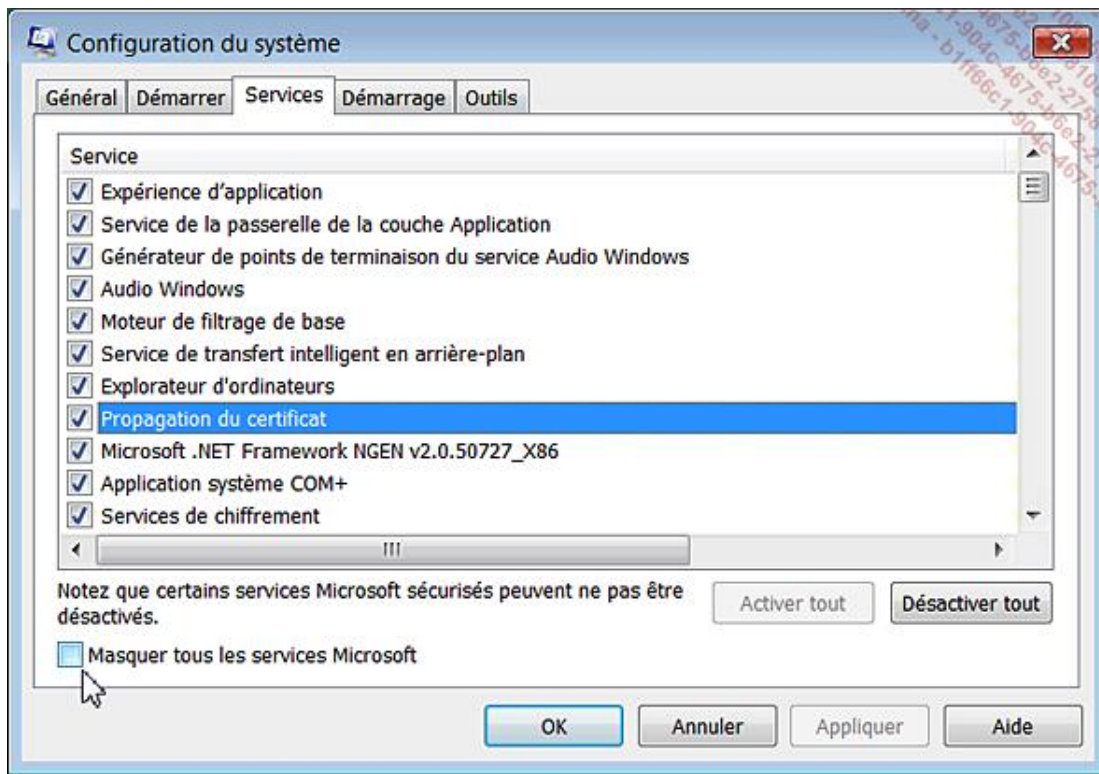 Configuration du système
Général Démarrer Services Démarrage Outils
Service
Expérience d'application
Service de la passerelle de la couche Application
Générateur de points de terminaison du service Audio Windows
Audio Windows
Moteur de filtrage de base
Service de transfert intelligent en arrière-plan
Explorateur d'ordinateurs
Propagation du certificat
Microsoft .NET Framework NGEN v2.0.50727_X86
Application système COM+
Services de chiffrement
Notez que certains services Microsoft sécurisés peuvent ne pas être
désactivés.
Activer tout Désactiver tout
Masquer tous les services Microsoft
OK Annuler Appliquer Aide